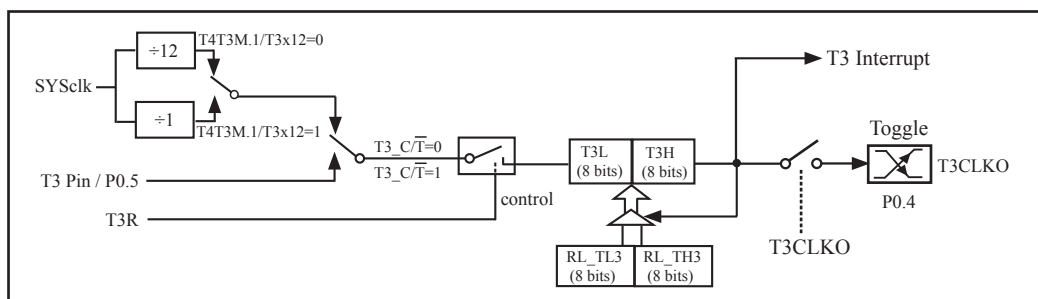 ÷12
T4T3M.1/T3x12=0
SYSclk
÷1
T4T3M.1/T3x12=1
T3 Pin / P0.5
T3R
T3_C/T̅=0
T3_C/T̅=1
control
T3L
(8 bits)
T3H
(8 bits)
RL_TL3
(8 bits)
RL_TH3
(8 bits)
T3 Interrupt
Toggle
T3CLKO
P0.4
T3CLKO